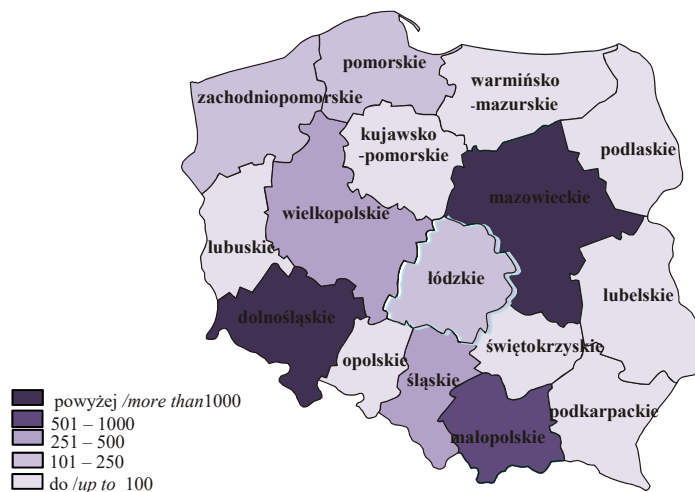 pomorskie
zachodniopomorskie
warmińsko
-mazurskie
kujawsko
-pomorskie
podlaskie
mazowieckie
wielkopolskie
lubuskie
łódzkie
lubelskie
dolnośląskie
świętokrzyskie
opolskie
śląskie
podkarpackie
małopolskie
powyżej /more than1000
501 – 1000
251 – 500
101 – 250
do /up to 100